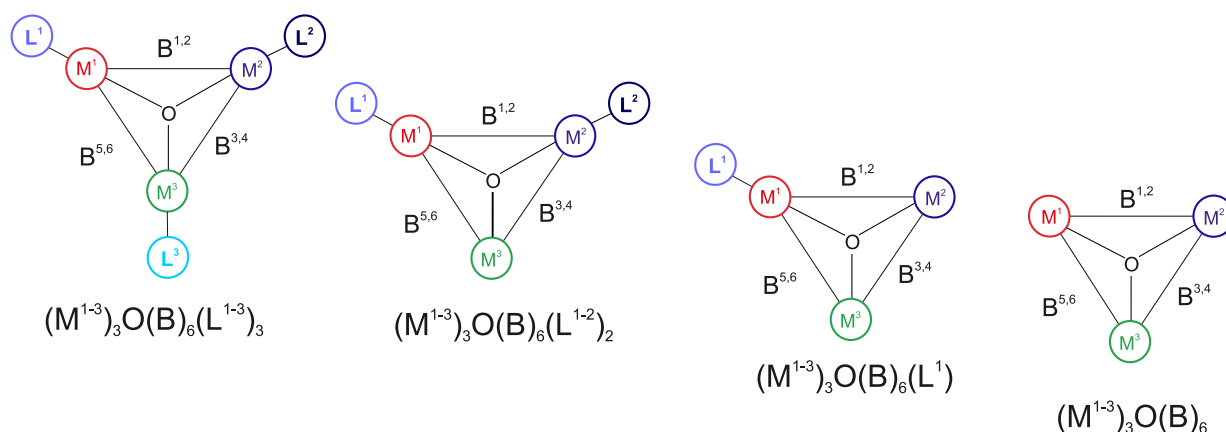 L¹ L²
B¹,²
M¹ M²
O
B⁵,⁶ B³,⁴
M³
L³
(M¹⁻³)₃O(B)₆(L¹⁻³)₃
L¹ L²
B¹,²
M¹ M²
O
B⁵,⁶ B³,⁴
M³
(M¹⁻³)₃O(B)₆(L¹⁻²)₂
L¹
B¹,²
M¹ M²
O
B⁵,⁶ B³,⁴
M³
(M¹⁻³)₃O(B)₆(L¹)
B¹,²
M¹ M²
O
B⁵,⁶ B³,⁴
M³
(M¹⁻³)₃O(B)₆